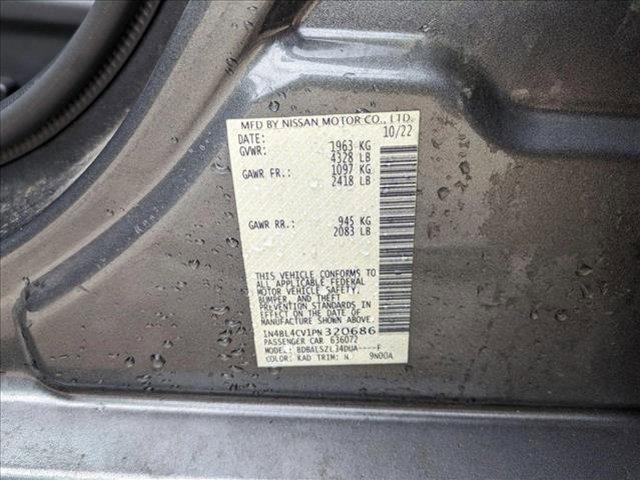 MFD BY NISSAN MOTOR CO., LTD.
DATE: 10/22
GVWR: 1963 KG
4328 LB
GAWR FR.: 1097 KG
2418 LB
GAWR RR.: 945 KG
2083 LB
THIS VEHICLE CONFORMS TO
ALL APPLICABLE FEDERAL
MOTOR VEHICLE SAFETY,
BUMPER, AND THEFT
PREVENTION STANDARDS
IN EFFECT ON THE DATE OF
MANUFACTURE SHOWN ABOVE.
1N4BL4CV1PN320686
PASSENGER CAR 636072
MODEL: BDBALSZL34DUA----F
COLOR: KAD TRIM: N 9N00A